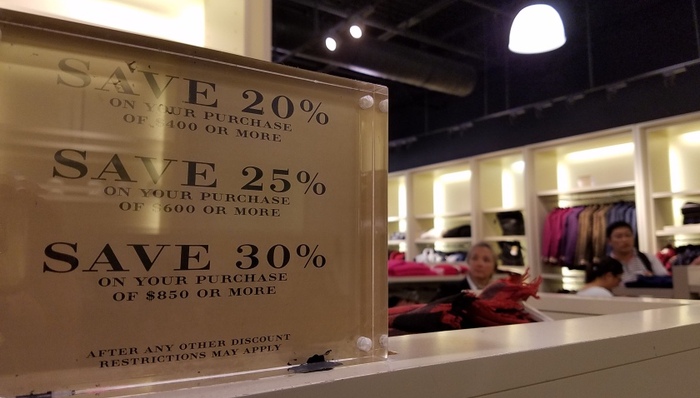 SAVE 20%
ON YOUR PURCHASE
OF $400 OR MORE
SAVE 25%
ON YOUR PURCHASE
OF $600 OR MORE
SAVE 30%
ON YOUR PURCHASE
OF $850 OR MORE
AFTER ANY OTHER DISCOUNT
RESTRICTIONS MAY APPLY